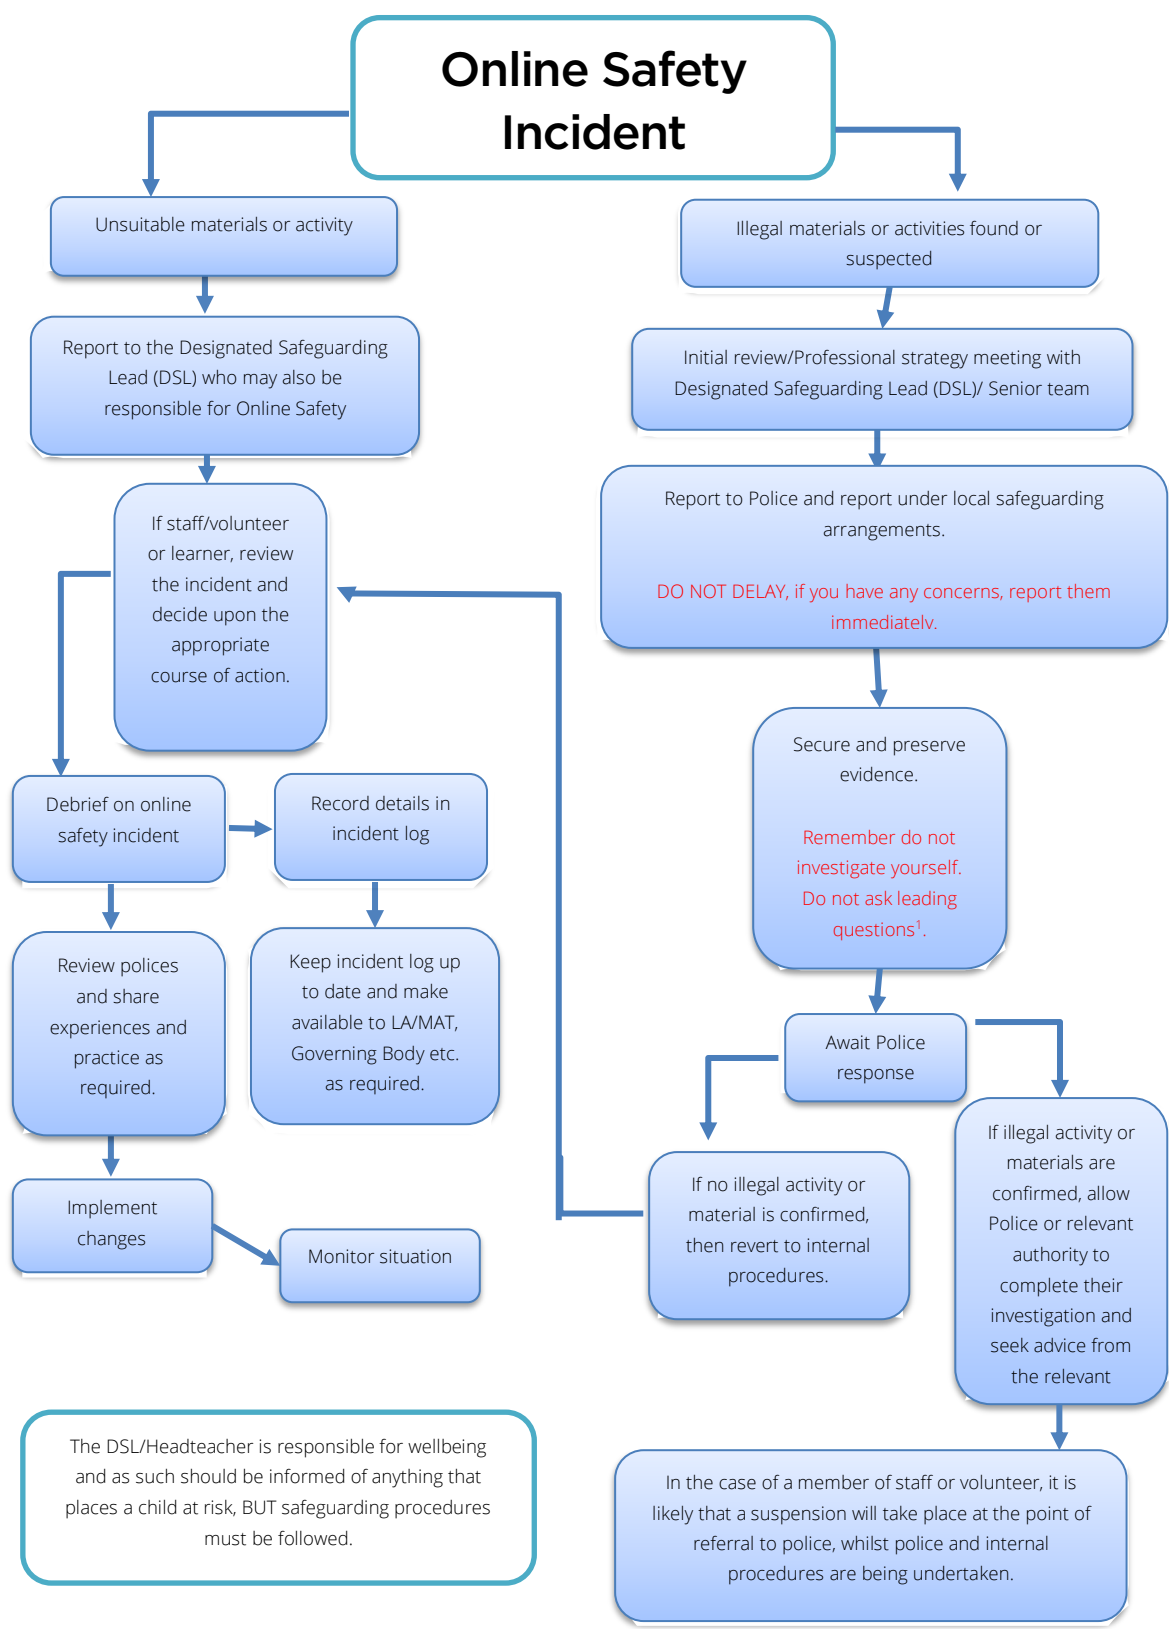 Online Safety
Incident
Unsuitable materials or activity
Illegal materials or activities found or
suspected
Report to the Designated Safeguarding
Lead (DSL) who may also be
responsible for Online Safety
Initial review/Professional strategy meeting with
Designated Safeguarding Lead (DSL)/ Senior team
If staff/volunteer
or learner, review
the incident and
decide upon the
appropriate
course of action.
Report to Police and report under local safeguarding
arrangements.
DO NOT DELAY, if you have any concerns, report them
immediately.
Secure and preserve
evidence.
Remember do not
investigate yourself.
Do not ask leading
questions¹.
Debrief on online
safety incident
Record details in
incident log
Review polices
and share
experiences and
practice as
required.
Keep incident log up
to date and make
available to LA/MAT,
Governing Body etc.
as required.
Await Police
response
Implement
changes
Monitor situation
If no illegal activity or
material is confirmed,
then revert to internal
procedures.
If illegal activity or
materials are
confirmed, allow
Police or relevant
authority to
complete their
investigation and
seek advice from
the relevant
The DSL/Headteacher is responsible for wellbeing
and as such should be informed of anything that
places a child at risk, BUT safeguarding procedures
must be followed.
In the case of a member of staff or volunteer, it is
likely that a suspension will take place at the point of
referral to police, whilst police and internal
procedures are being undertaken.